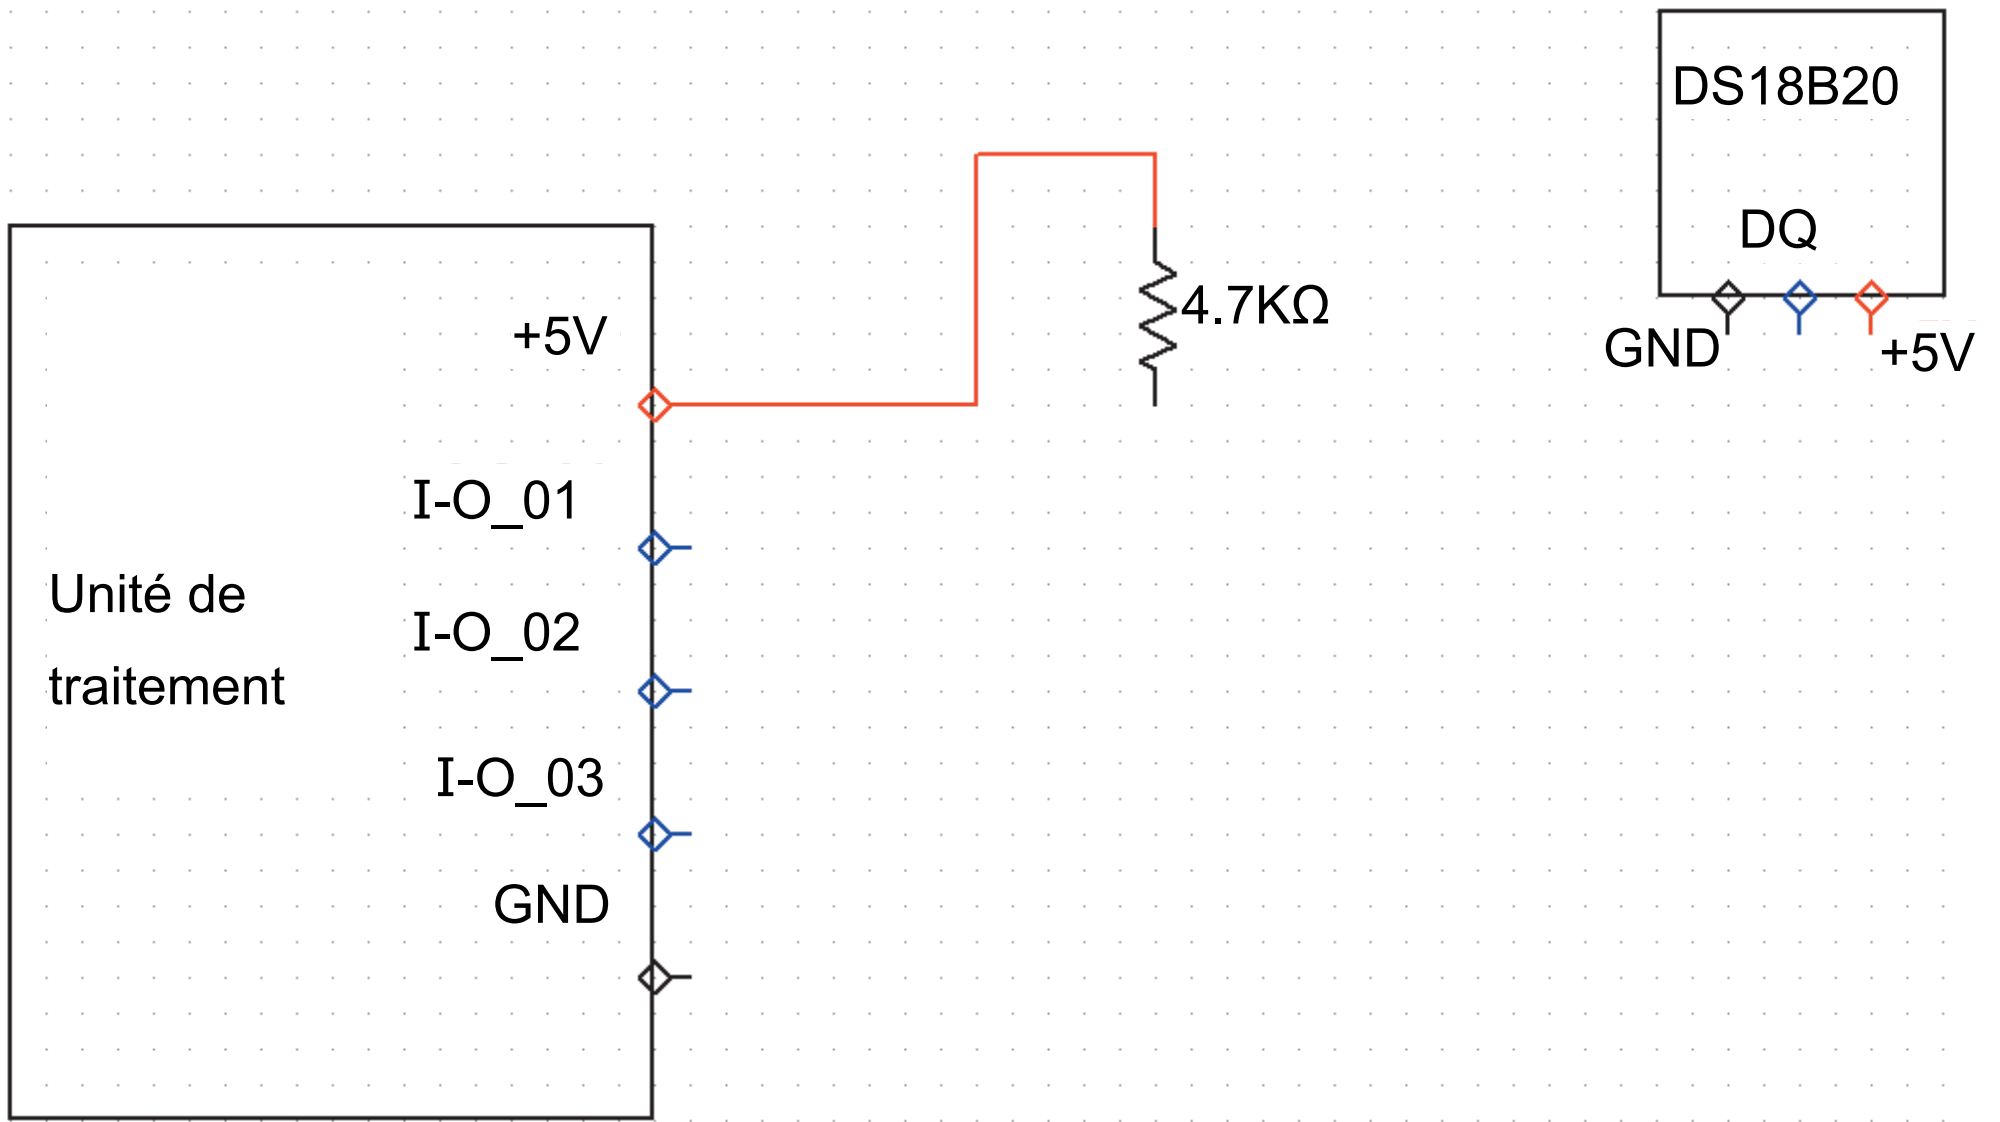 DS18B20
DQ
GND
+5V
4.7KΩ
+5V
I-O_01
I-O_02
I-O_03
GND
Unité de
traitement